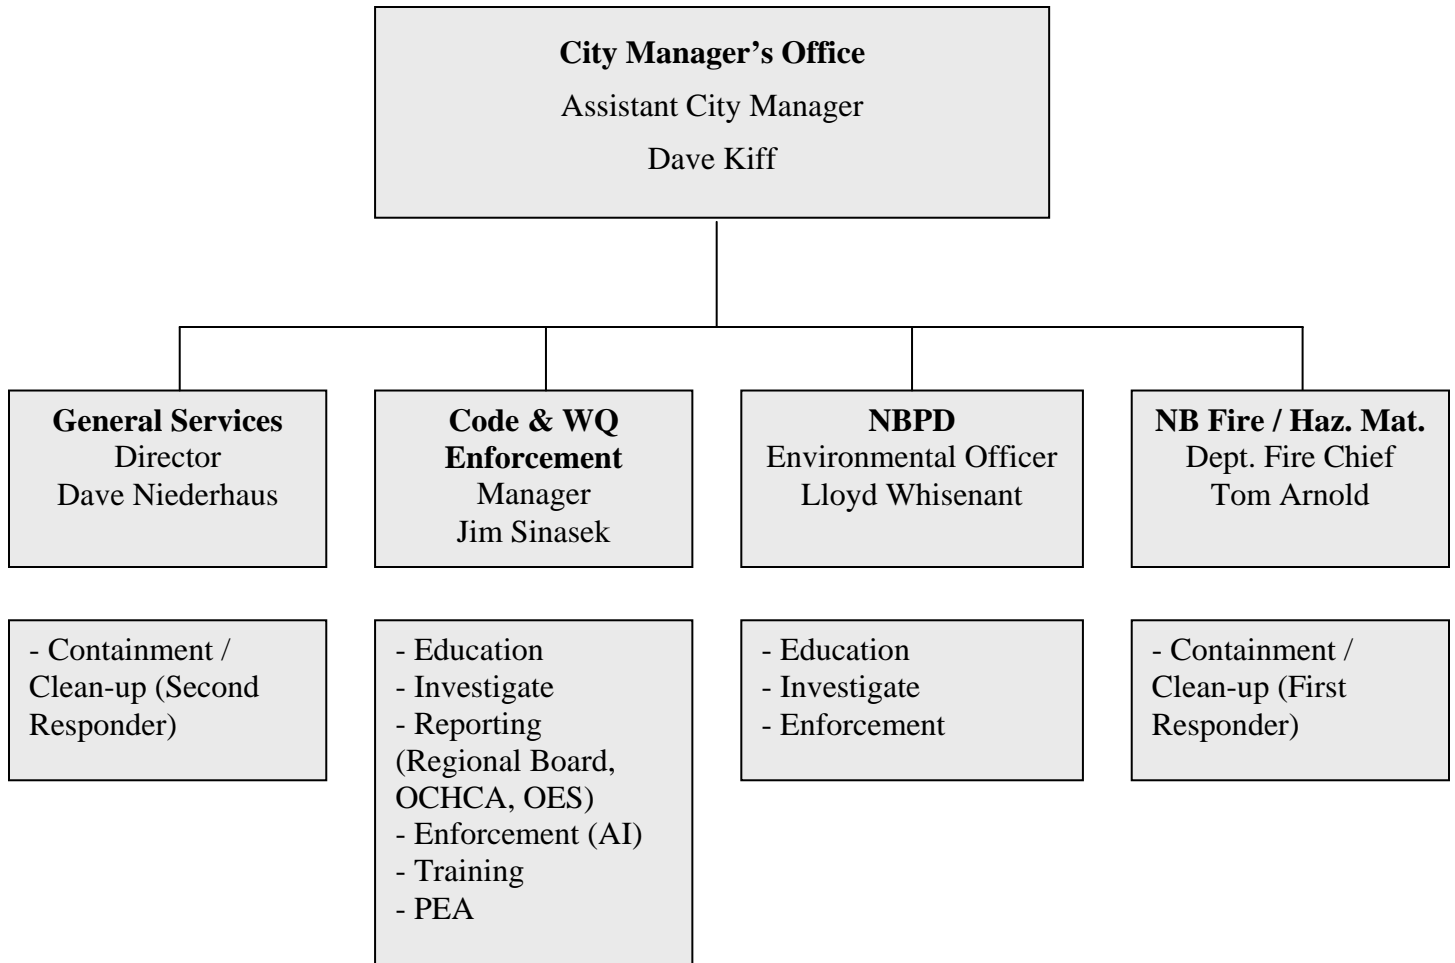 City Manager’s Office
Assistant City Manager
Dave Kiff
General Services
Director
Dave Niederhaus
Code & WQ
Enforcement
Manager
Jim Sinasek
NBPD
Environmental Officer
Lloyd Whisenant
NB Fire / Haz. Mat.
Dept. Fire Chief
Tom Arnold
- Containment /
Clean-up (Second
Responder)
- Education
- Investigate
- Reporting
(Regional Board,
OCHCA, OES)
- Enforcement (AI)
- Training
- PEA
- Education
- Investigate
- Enforcement
- Containment /
Clean-up (First
Responder)